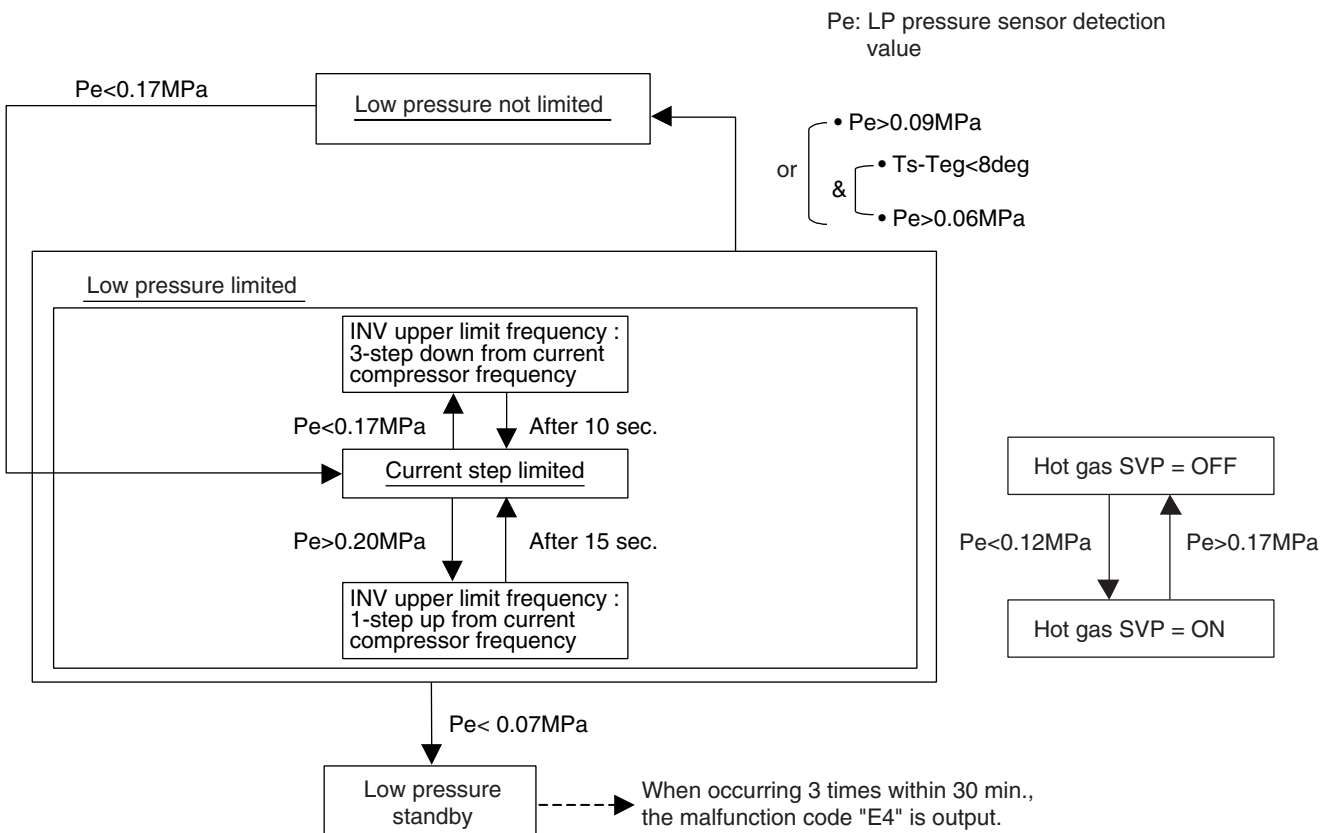 Pe: LP pressure sensor detection
value
Pe<0.17MPa
Low pressure not limited
• Pe>0.09MPa
or
• Ts-Teg<8deg
&
• Pe>0.06MPa
Low pressure limited
INV upper limit frequency :
3-step down from current
compressor frequency
Pe<0.17MPa
After 10 sec.
Current step limited
Pe>0.20MPa
After 15 sec.
INV upper limit frequency :
1-step up from current
compressor frequency
Hot gas SVP = OFF
Pe<0.12MPa
Pe>0.17MPa
Hot gas SVP = ON
Pe< 0.07MPa
Low pressure
standby
When occurring 3 times within 30 min.,
the malfunction code "E4" is output.